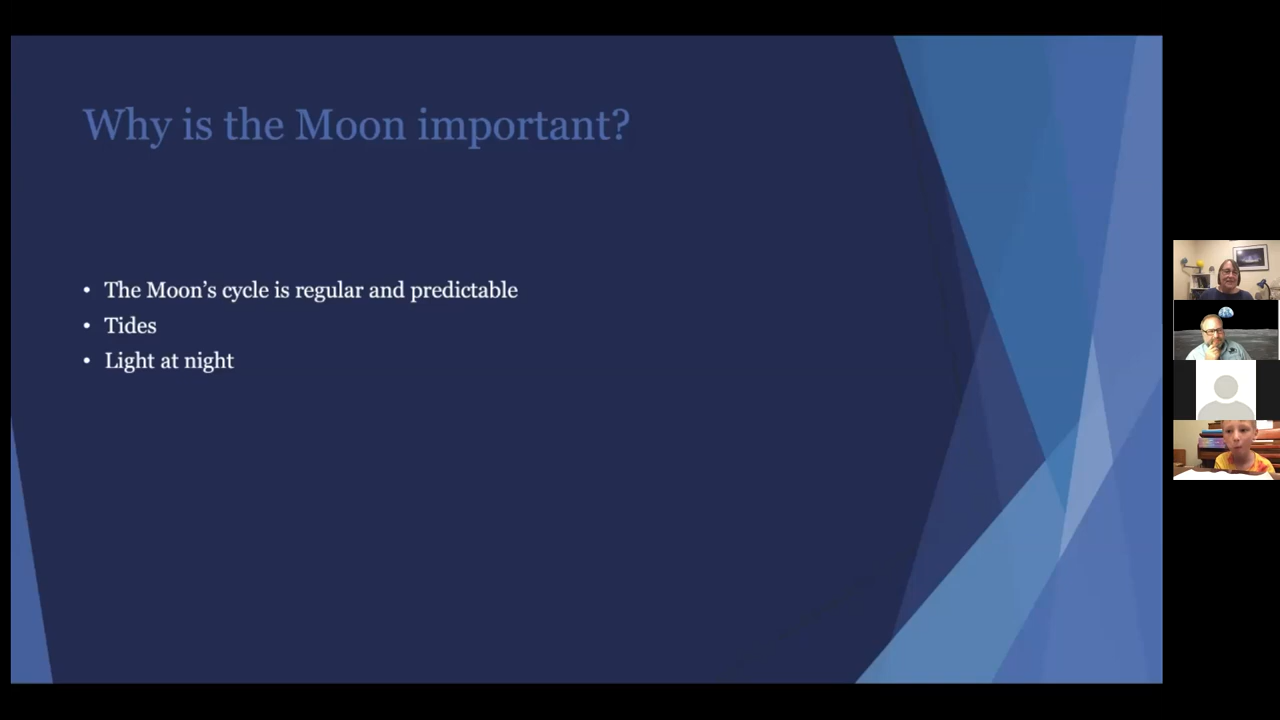 Why is the Moon important?
• The Moon’s cycle is regular and predictable
• Tides
• Light at night